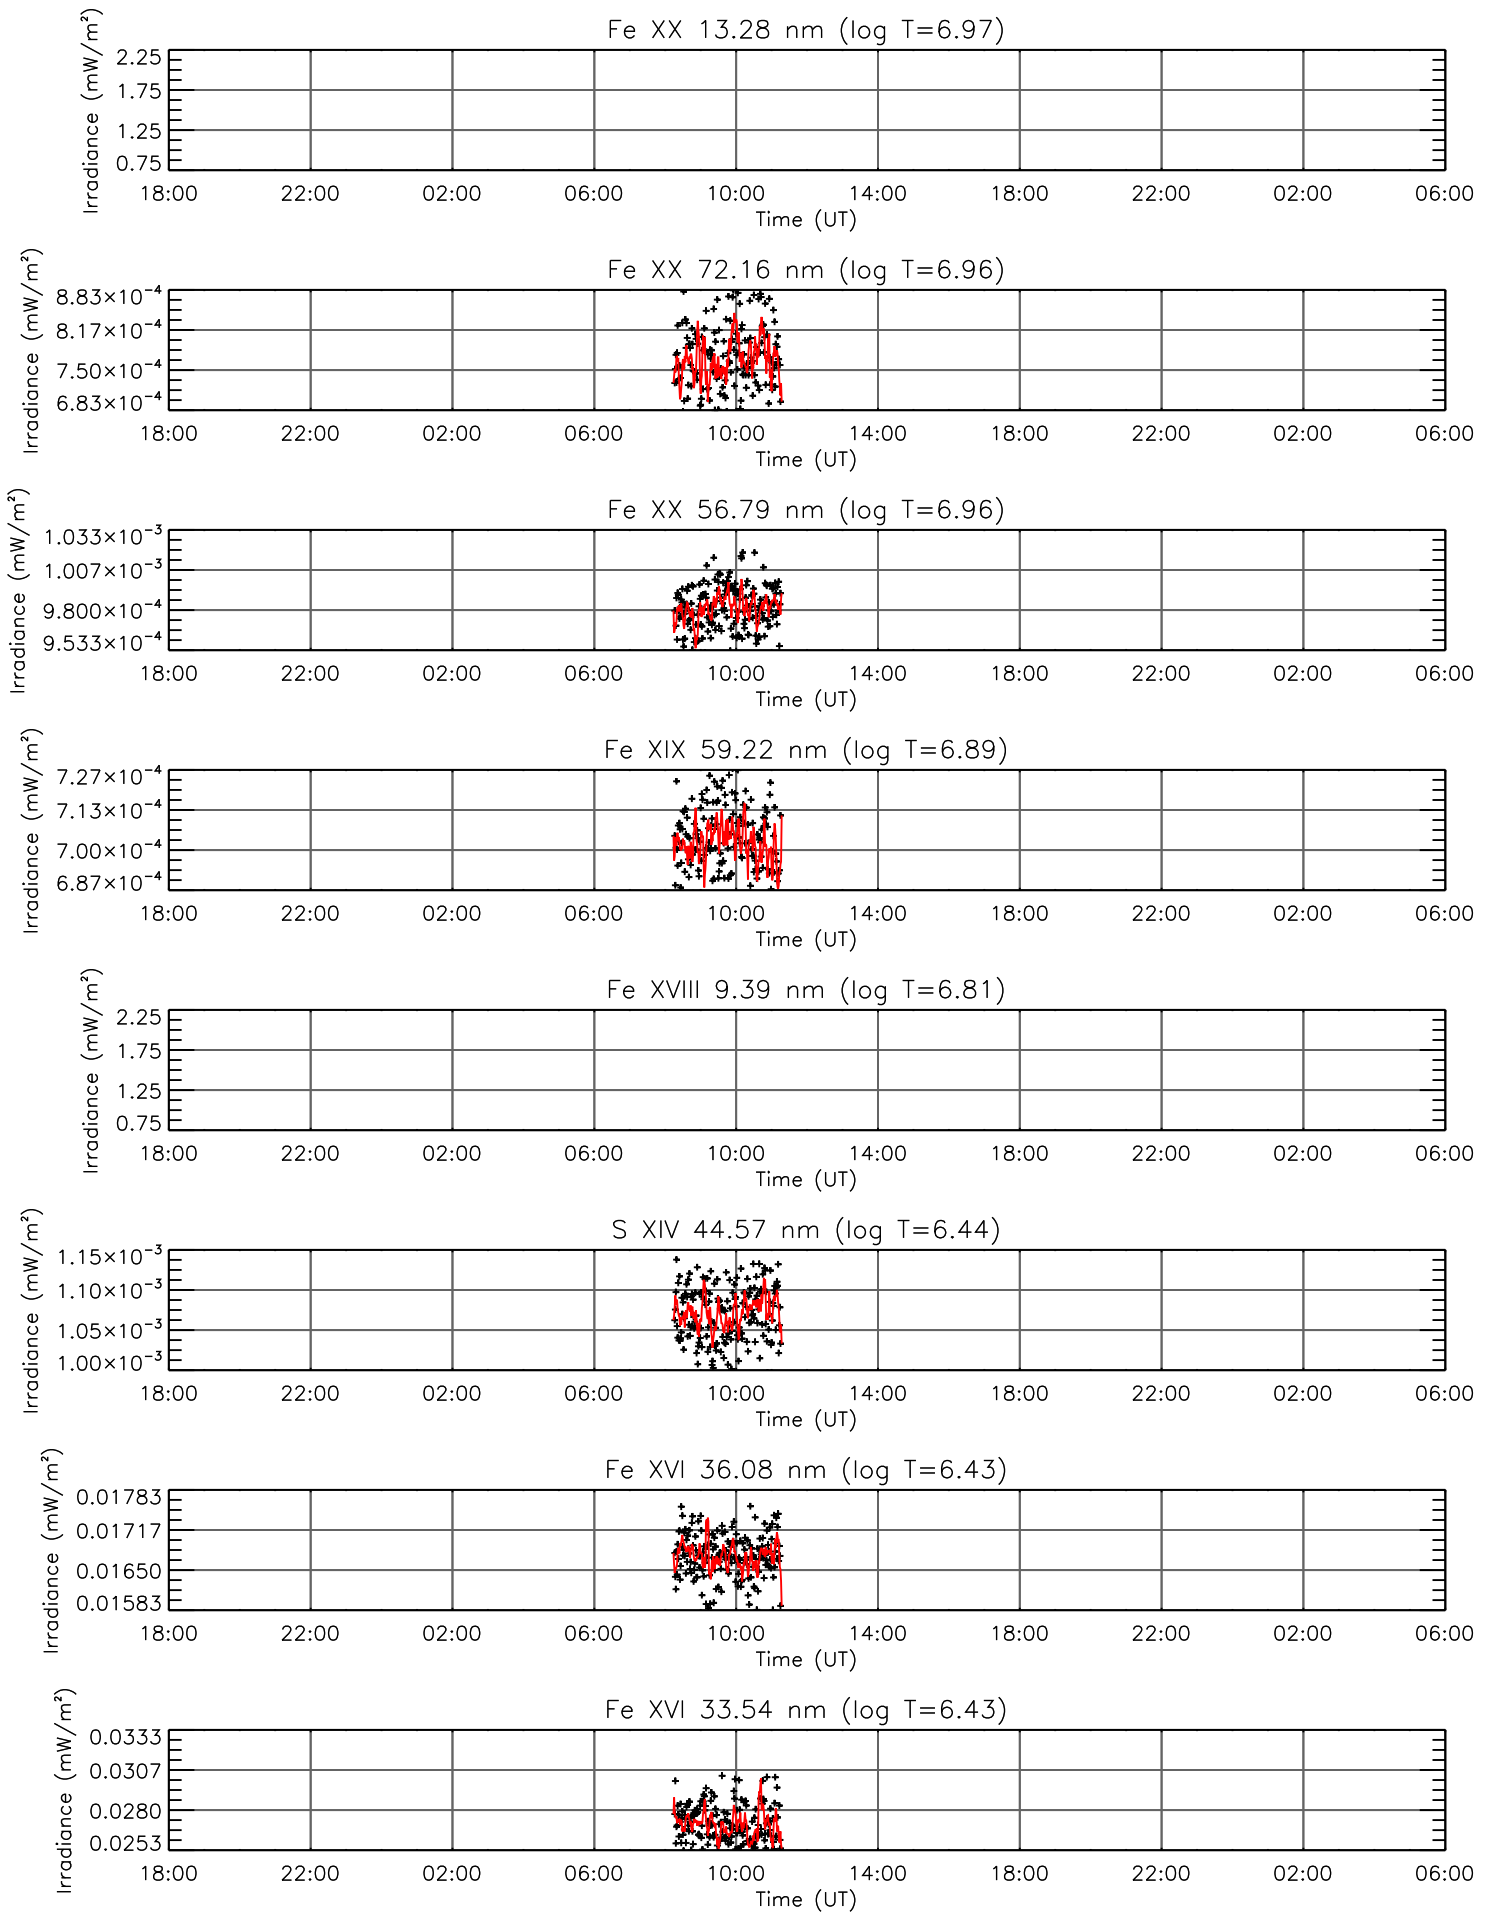 Fe XX 13.28 nm (log T=6.97)
Irradiance (mW/m²)
2.25
1.75
1.25
0.75
18:00 22:00 02:00 06:00 10:00 14:00 18:00 22:00 02:00 06:00
Time (UT)
Fe XX 72.16 nm (log T=6.96)
Irradiance (mW/m²)
8.83×10⁻⁴
8.17×10⁻⁴
7.50×10⁻⁴
6.83×10⁻⁴
18:00 22:00 02:00 06:00 10:00 14:00 18:00 22:00 02:00 06:00
Time (UT)
Fe XX 56.79 nm (log T=6.96)
Irradiance (mW/m²)
1.033×10⁻³
1.007×10⁻³
9.800×10⁻⁴
9.533×10⁻⁴
18:00 22:00 02:00 06:00 10:00 14:00 18:00 22:00 02:00 06:00
Time (UT)
Fe XIX 59.22 nm (log T=6.89)
Irradiance (mW/m²)
7.27×10⁻⁴
7.13×10⁻⁴
7.00×10⁻⁴
6.87×10⁻⁴
18:00 22:00 02:00 06:00 10:00 14:00 18:00 22:00 02:00 06:00
Time (UT)
Fe XVIII 9.39 nm (log T=6.81)
Irradiance (mW/m²)
2.25
1.75
1.25
0.75
18:00 22:00 02:00 06:00 10:00 14:00 18:00 22:00 02:00 06:00
Time (UT)
S XIV 44.57 nm (log T=6.44)
Irradiance (mW/m²)
1.15×10⁻³
1.10×10⁻³
1.05×10⁻³
1.00×10⁻³
18:00 22:00 02:00 06:00 10:00 14:00 18:00 22:00 02:00 06:00
Time (UT)
Fe XVI 36.08 nm (log T=6.43)
Irradiance (mW/m²)
0.01783
0.01717
0.01650
0.01583
18:00 22:00 02:00 06:00 10:00 14:00 18:00 22:00 02:00 06:00
Time (UT)
Fe XVI 33.54 nm (log T=6.43)
Irradiance (mW/m²)
0.0333
0.0307
0.0280
0.0253
18:00 22:00 02:00 06:00 10:00 14:00 18:00 22:00 02:00 06:00
Time (UT)